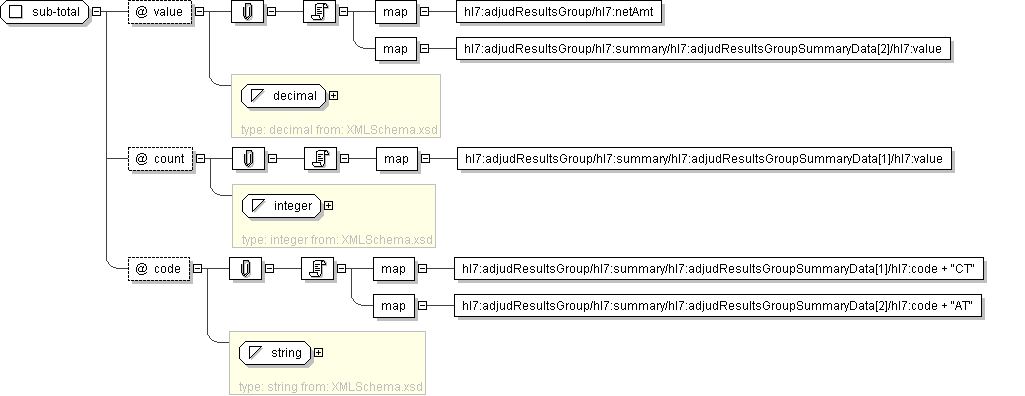 sub-total
@ value
map
hl7:adjudResultsGroup/hl7:netAmt
map
hl7:adjudResultsGroup/hl7:summary/hl7:adjudResultsGroupSummaryData[2]/hl7:value
decimal
type: decimal from: XMLSchema.xsd
@ count
map
hl7:adjudResultsGroup/hl7:summary/hl7:adjudResultsGroupSummaryData[1]/hl7:value
integer
type: integer from: XMLSchema.xsd
@ code
map
hl7:adjudResultsGroup/hl7:summary/hl7:adjudResultsGroupSummaryData[1]/hl7:code + "CT"
map
hl7:adjudResultsGroup/hl7:summary/hl7:adjudResultsGroupSummaryData[2]/hl7:code + "AT"
string
type: string from: XMLSchema.xsd